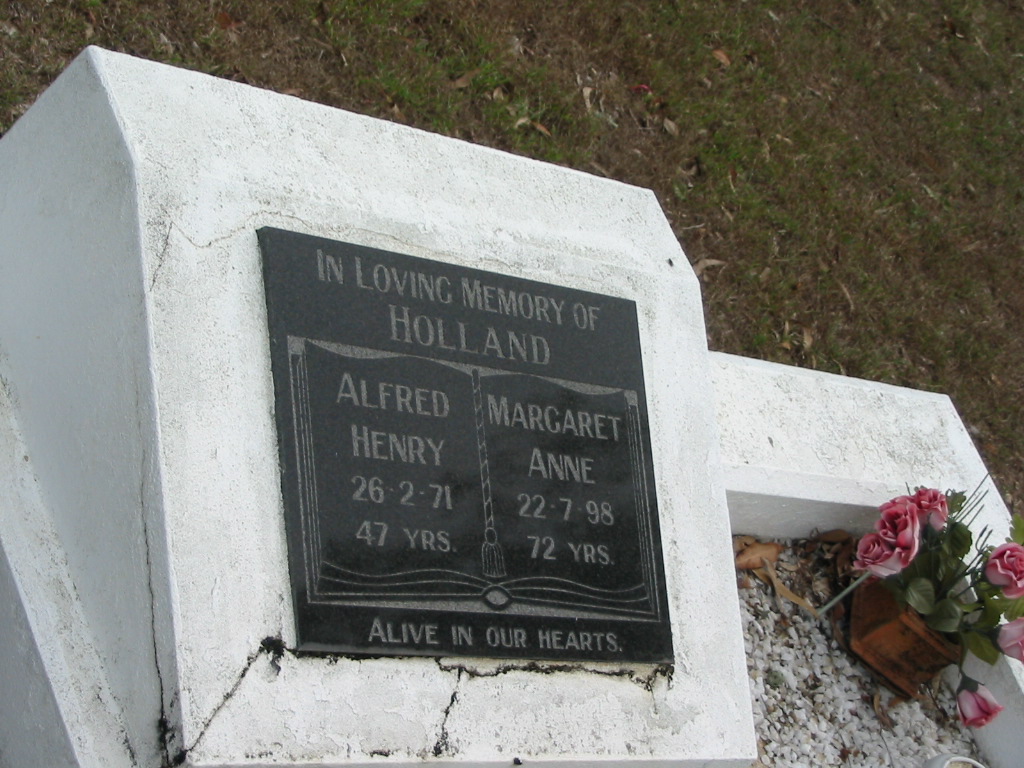 IN LOVING MEMORY OF
HOLLAND
ALFRED
HENRY
26·2·71
47 YRS.
MARGARET
ANNE
22·7·98
72 YRS.
ALIVE IN OUR HEARTS.